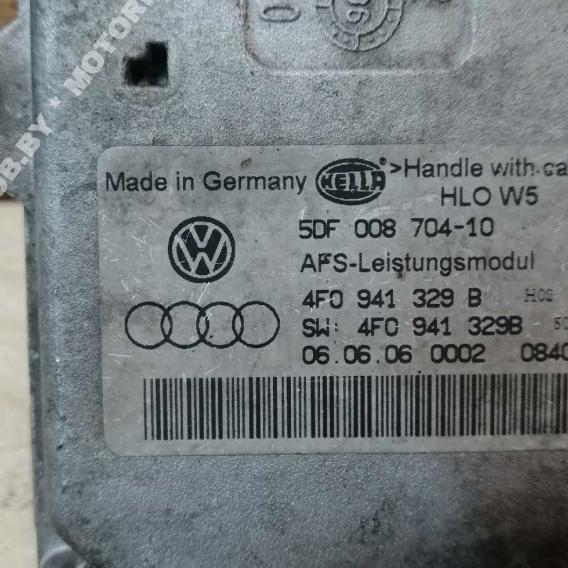 Made in Germany HELLA >Handle with ca
HLO W5
5DF 008 704-10
AFS-Leistungsmodul
4F0 941 329 B
SW: 4F0 941 329B
06.06.06 0002 0840